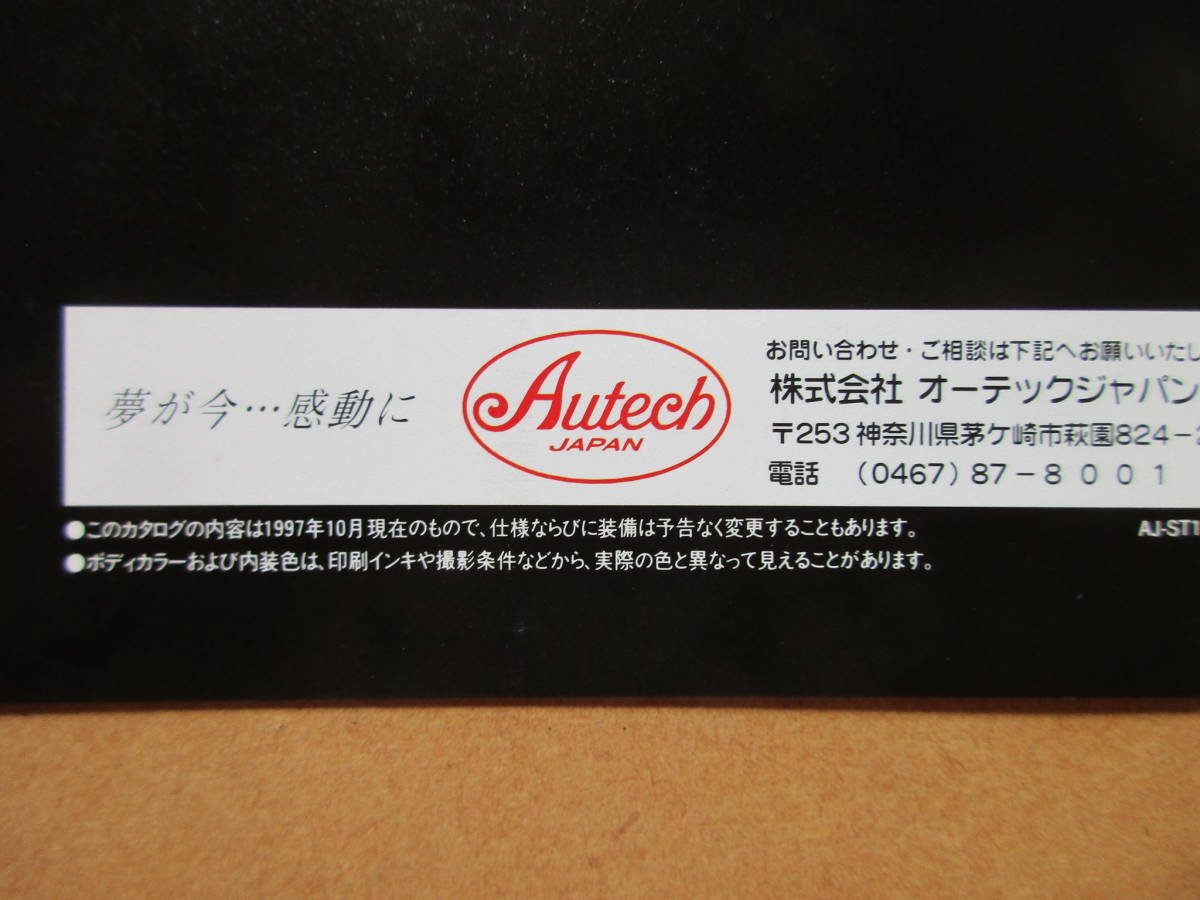 夢が今…感動に
Autech
JAPAN
お問い合わせ・ご相談は下記へお願いいたし
株式会社 オーテックジャパン
〒253 神奈川県茅ケ崎市萩園824-2
電話 (0467) 87-8001
●このカタログの内容は1997年10月現在のもので、仕様ならびに装備は予告なく変更することもあります。
AJ-ST1
●ボディカラーおよび内装色は、印刷インキや撮影条件などから、実際の色と異なって見えることがあります。